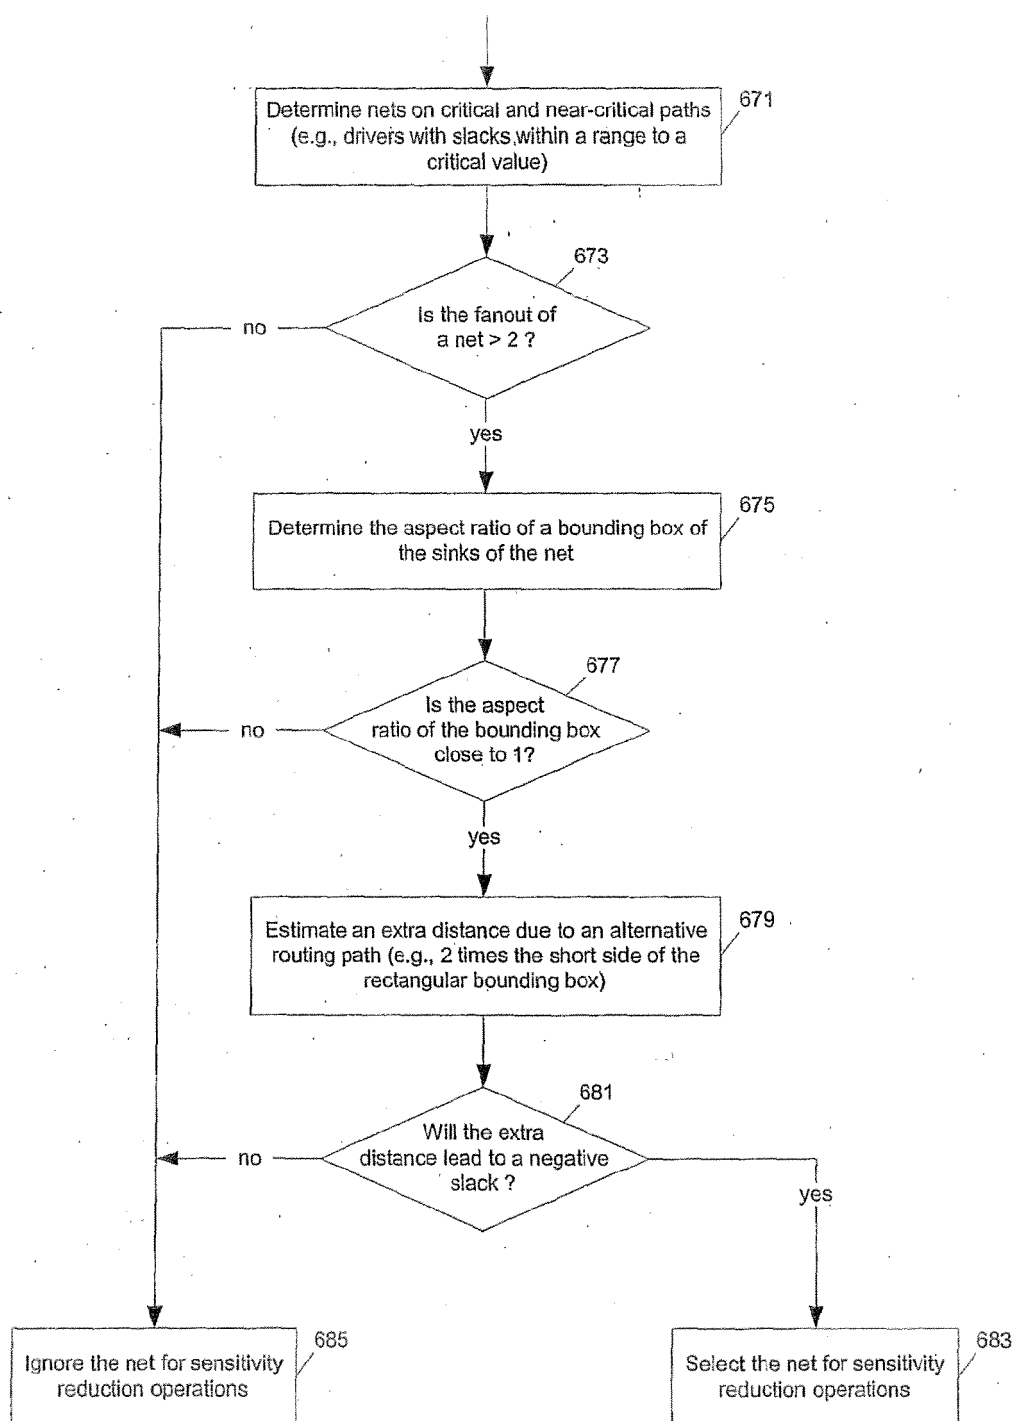 671
Determine nets on critical and near-critical paths
(e.g., drivers with slacks within a range to a
critical value)
673
Is the fanout of
a net > 2 ?
no
yes
675
Determine the aspect ratio of a bounding box of
the sinks of the net
677
Is the aspect
ratio of the bounding box
close to 1?
no
yes
679
Estimate an extra distance due to an alternative
routing path (e.g., 2 times the short side of the
rectangular bounding box)
681
Will the extra
distance lead to a negative
slack ?
no
yes
685
Ignore the net for sensitivity
reduction operations
683
Select the net for sensitivity
reduction operations